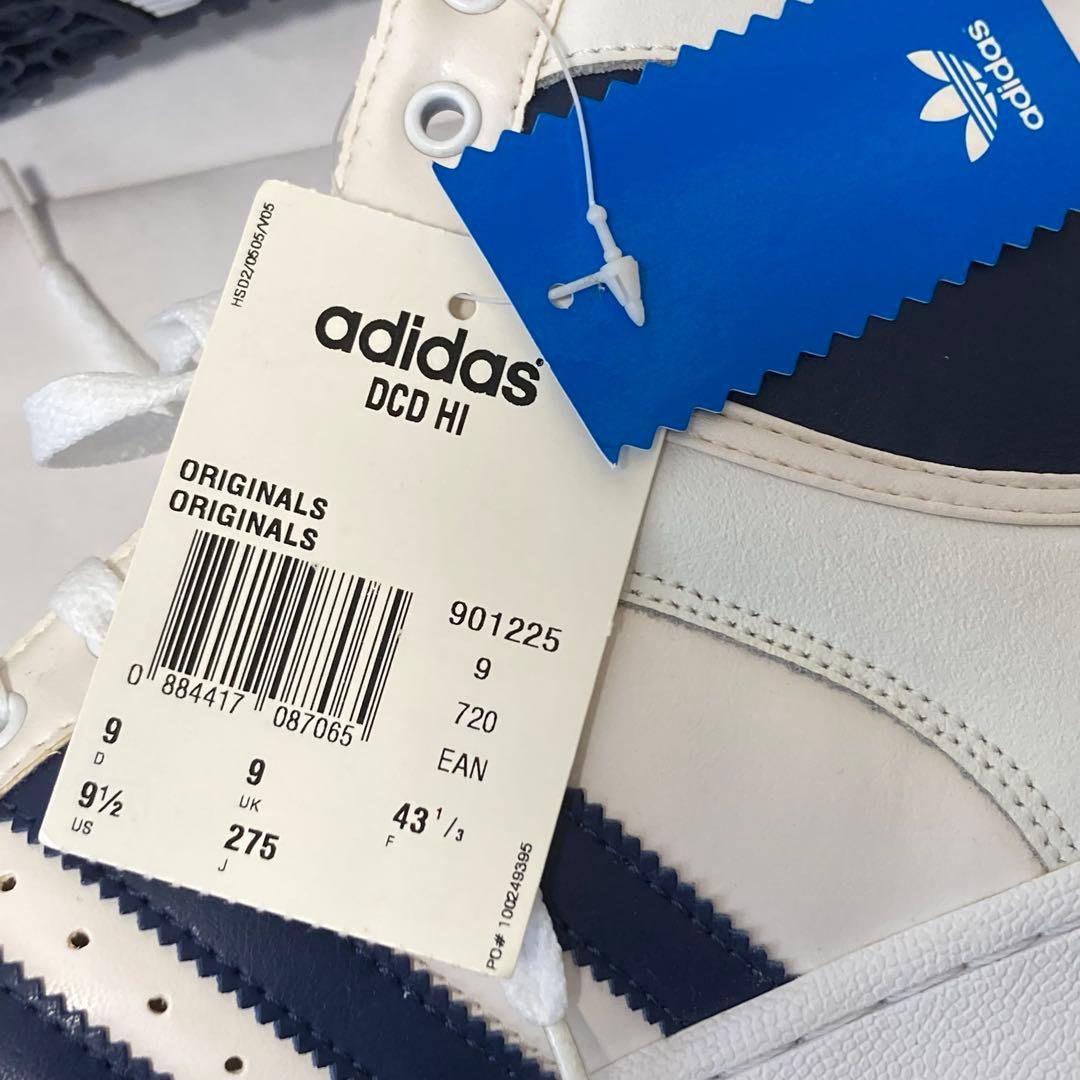 adidas
HSD2/0505/V05
adidas
DCD HI
ORIGINALS
ORIGINALS
0 884417 087065
901225
9
720
EAN
9
D
9
UK
9½
US
275
J
43 1/3
F
PO# 100249395